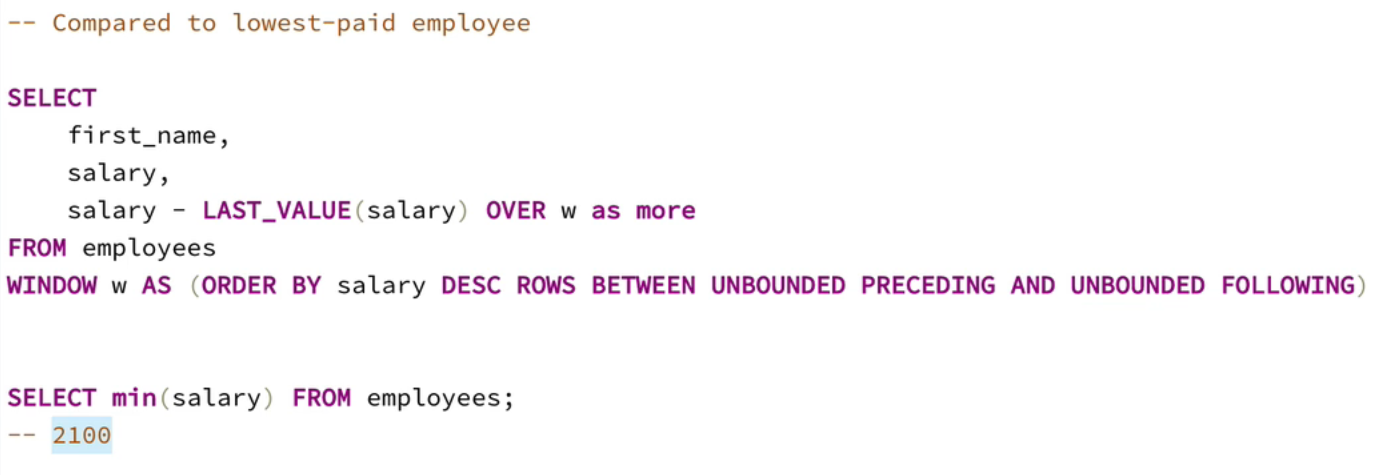 -- Compared to lowest-paid employee
SELECT
first_name,
salary,
salary - LAST_VALUE(salary) OVER w as more
FROM employees
WINDOW w AS (ORDER BY salary DESC ROWS BETWEEN UNBOUNDED PRECEDING AND UNBOUNDED FOLLOWING)
SELECT min(salary) FROM employees;
-- 2100